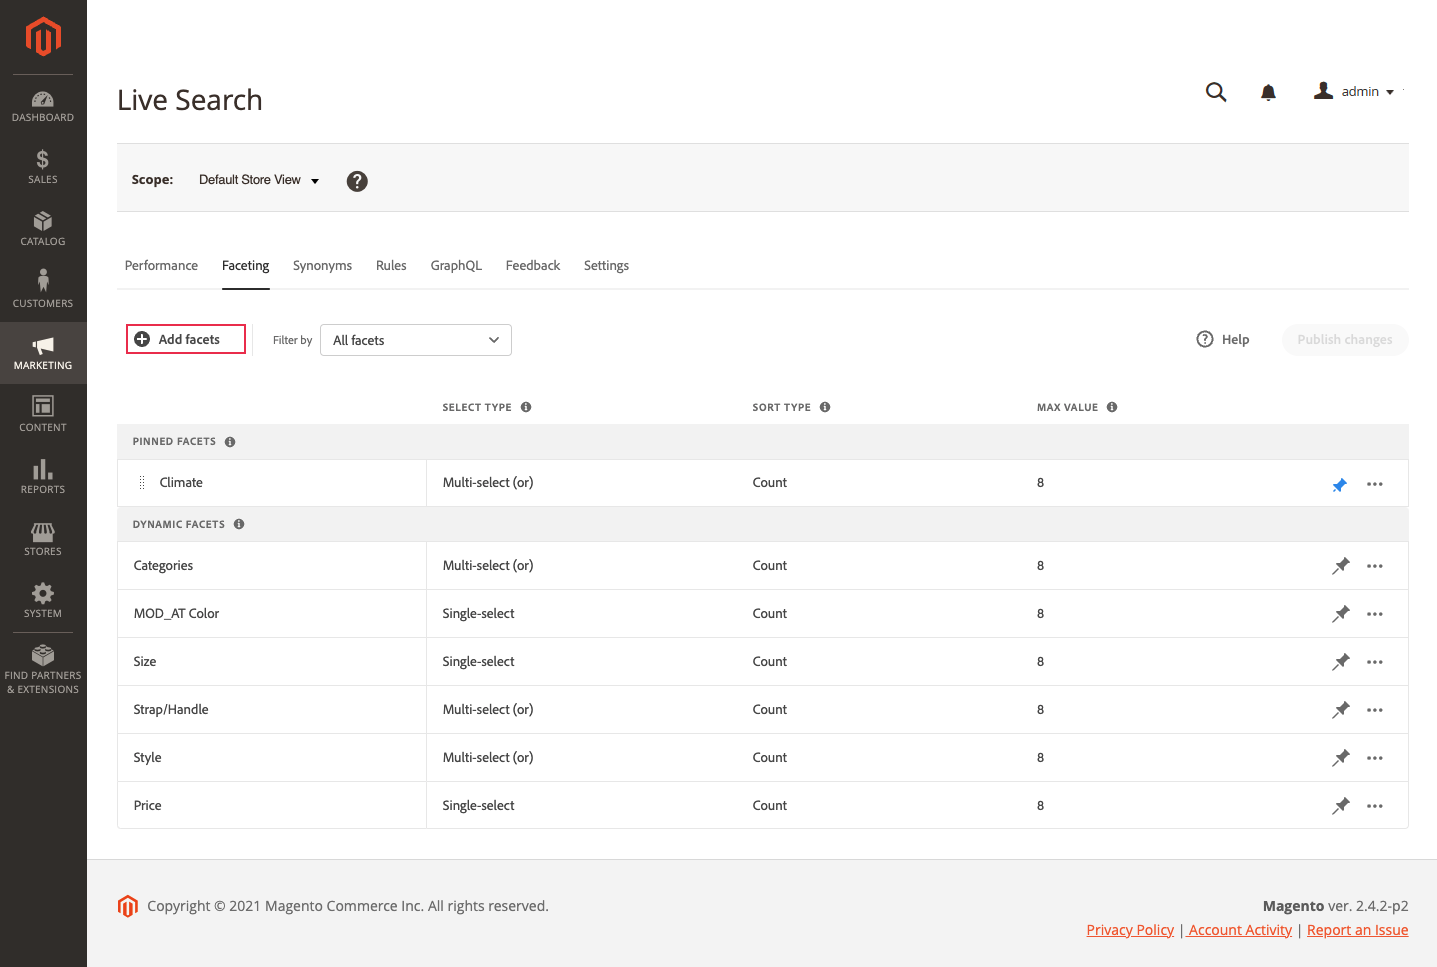 DASHBOARD
SALES
CATALOG
CUSTOMERS
MARKETING
CONTENT
REPORTS
STORES
SYSTEM
FIND PARTNERS
& EXTENSIONS
Live Search
admin
Scope: Default Store View
Performance Faceting Synonyms Rules GraphQL Feedback Settings
Add facets Filter by All facets Help Publish changes
SELECT TYPE SORT TYPE MAX VALUE
PINNED FACETS
Climate Multi-select (or) Count 8
DYNAMIC FACETS
Categories Multi-select (or) Count 8
MOD_AT Color Single-select Count 8
Size Single-select Count 8
Strap/Handle Multi-select (or) Count 8
Style Multi-select (or) Count 8
Price Single-select Count 8
Copyright © 2021 Magento Commerce Inc. All rights reserved. Magento ver. 2.4.2-p2
Privacy Policy | Account Activity | Report an Issue